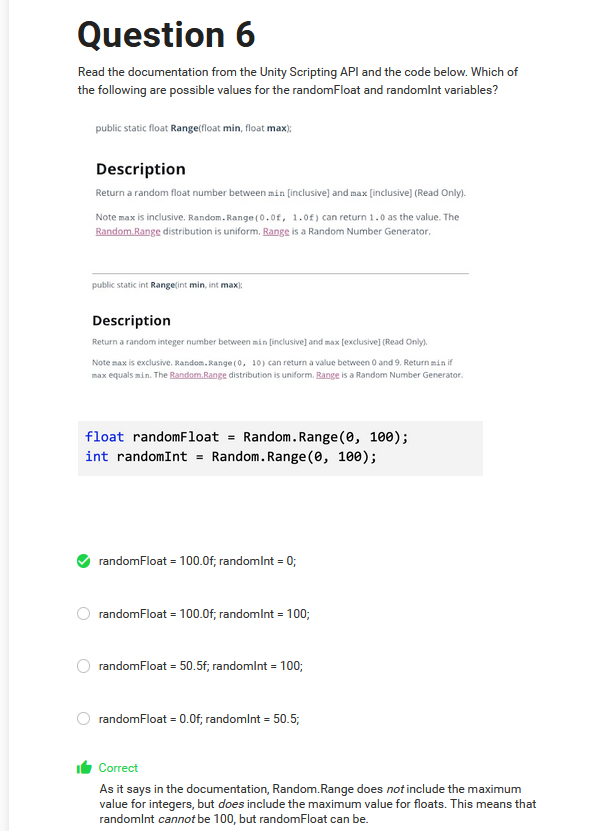 Question 6
Read the documentation from the Unity Scripting API and the code below. Which of
the following are possible values for the randomFloat and randomInt variables?
public static float Range(float min, float max);
Description
Return a random float number between min [inclusive] and max [inclusive] (Read Only).
Note max is inclusive. Random.Range(0.0f, 1.0f) can return 1.0 as the value. The
Random.Range distribution is uniform. Range is a Random Number Generator.
public static int Range(int min, int max);
Description
Return a random integer number between min [inclusive] and max [exclusive] (Read Only).
Note max is exclusive. Random.Range(0, 10) can return a value between 0 and 9. Return min if
max equals min. The Random.Range distribution is uniform. Range is a Random Number Generator.
float randomFloat = Random.Range(0, 100);
int randomInt = Random.Range(0, 100);
randomFloat = 100.0f; randomInt = 0;
randomFloat = 100.0f; randomInt = 100;
randomFloat = 50.5f; randomInt = 100;
randomFloat = 0.0f; randomInt = 50.5;
Correct
As it says in the documentation, Random.Range does not include the maximum
value for integers, but does include the maximum value for floats. This means that
randomInt cannot be 100, but randomFloat can be.